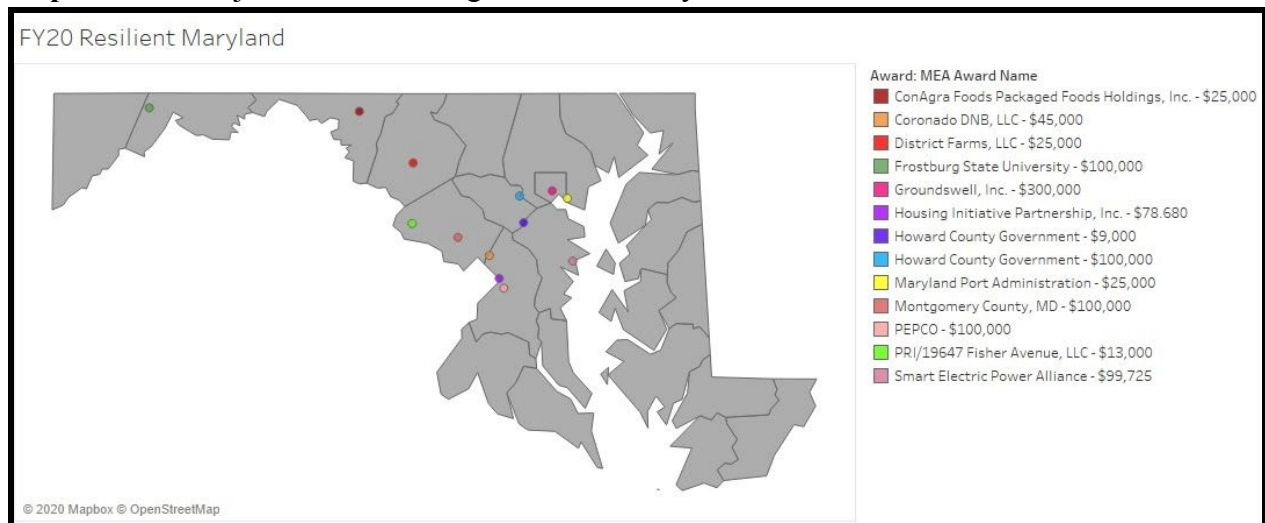 FY20 Resilient Maryland
Award: MEA Award Name
ConAgra Foods Packaged Foods Holdings, Inc. - $25,000
Coronado DNB, LLC - $45,000
District Farms, LLC - $25,000
Frostburg State University - $100,000
Groundswell, Inc. - $300,000
Housing Initiative Partnership, Inc. - $78.680
Howard County Government - $9,000
Howard County Government - $100,000
Maryland Port Administration - $25,000
Montgomery County, MD - $100,000
PEPCO - $100,000
PRI/19647 Fisher Avenue, LLC - $13,000
Smart Electric Power Alliance - $99,725
© 2020 Mapbox © OpenStreetMap